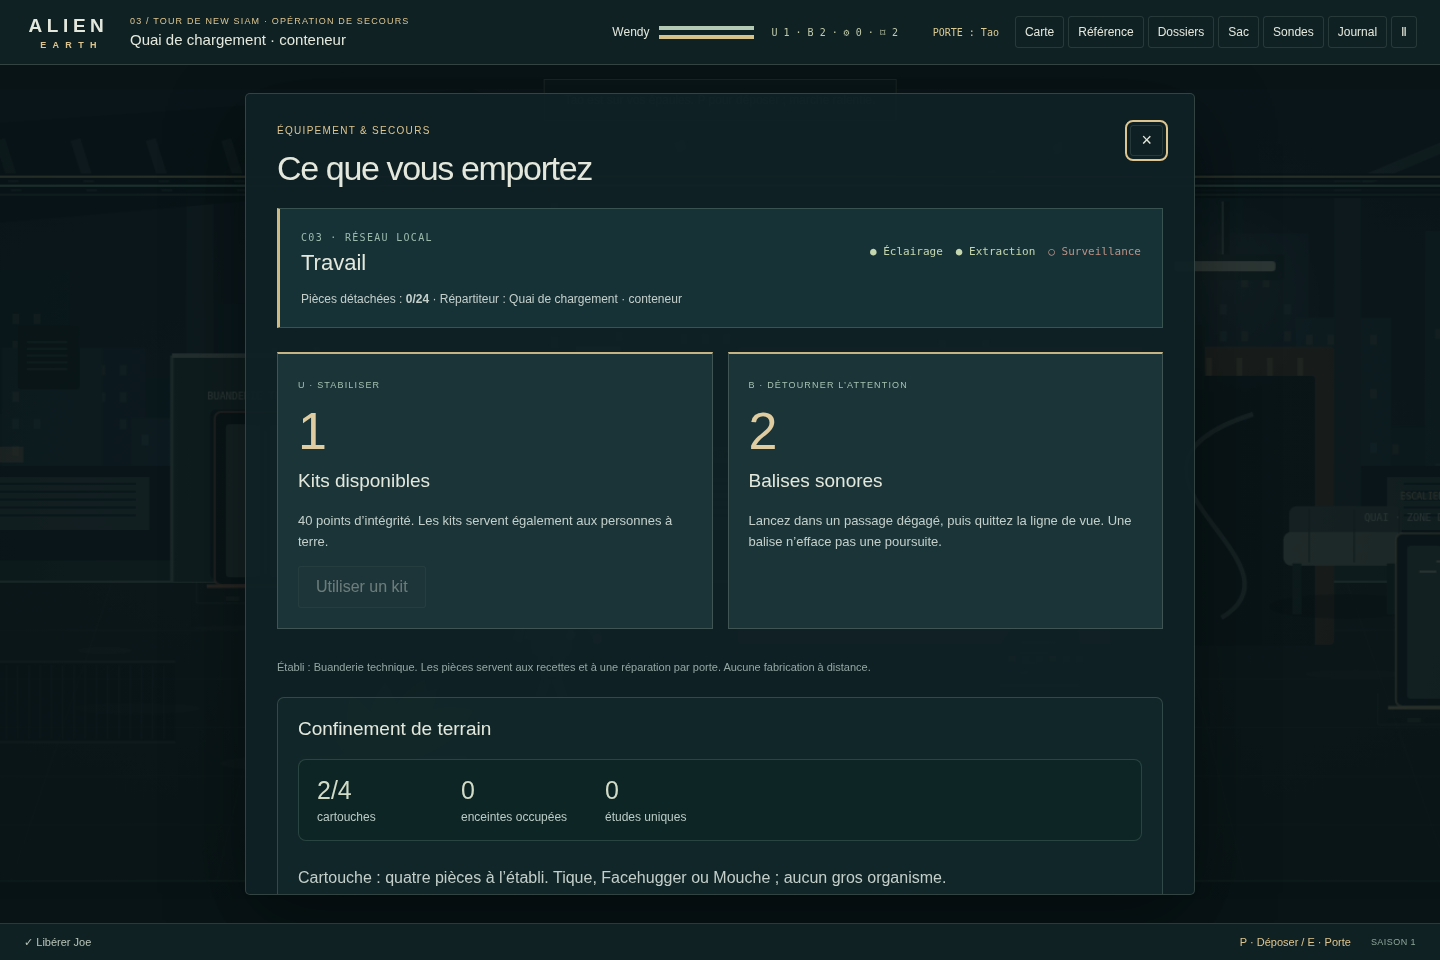 ALIEN
EARTH
03 / TOUR DE NEW SIAM · OPÉRATION DE SECOURS
Quai de chargement · conteneur
Wendy
U 1 · B 2 · ⚙ 0 · ⌑ 2
PORTE : Tao
Carte
Référence
Dossiers
Sac
Sondes
Journal
Ⅱ
ÉQUIPEMENT & SECOURS
×
Ce que vous emportez
C03 · RÉSEAU LOCAL
Travail
● Éclairage ● Extraction ○ Surveillance
Pièces détachées : 0/24 · Répartiteur : Quai de chargement · conteneur
U · STABILISER
1
Kits disponibles
40 points d’intégrité. Les kits servent également aux personnes à
terre.
Utiliser un kit
B · DÉTOURNER L’ATTENTION
2
Balises sonores
Lancez dans un passage dégagé, puis quittez la ligne de vue. Une
balise n’efface pas une poursuite.
Établi : Buanderie technique. Les pièces servent aux recettes et à une réparation par porte. Aucune fabrication à distance.
Confinement de terrain
2/4
cartouches
0
enceintes occupées
0
études uniques
Cartouche : quatre pièces à l’établi. Tique, Facehugger ou Mouche ; aucun gros organisme.
✓ Libérer Joe
P · Déposer / E · Porte
SAISON 1